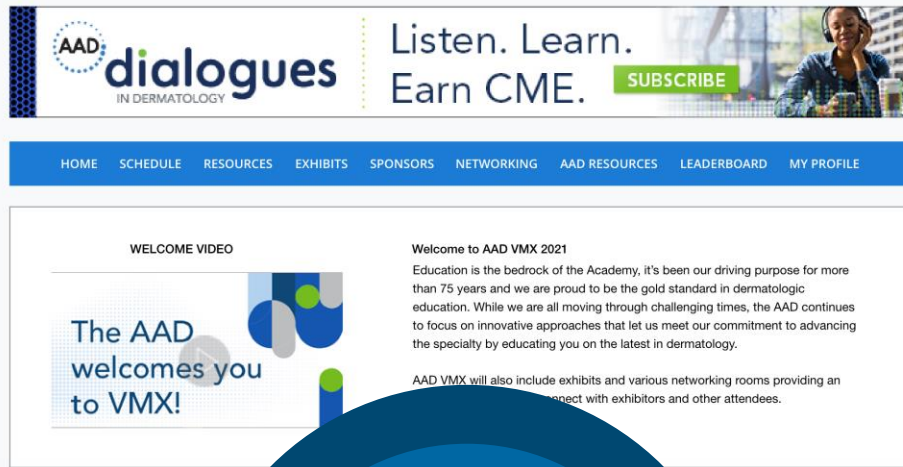 AAD
dialogues
IN DERMATOLOGY
Listen. Learn.
Earn CME.
SUBSCRIBE
HOME SCHEDULE RESOURCES EXHIBITS SPONSORS NETWORKING AAD RESOURCES LEADERBOARD MY PROFILE
WELCOME VIDEO
The AAD
welcomes you
to VMX!
Welcome to AAD VMX 2021
Education is the bedrock of the Academy, it's been our driving purpose for more
than 75 years and we are proud to be the gold standard in dermatologic
education. While we are all moving through challenging times, the AAD continues
to focus on innovative approaches that let us meet our commitment to advancing
the specialty by educating you on the latest in dermatology.
AAD VMX will also include exhibits and various networking rooms providing an
with exhibitors and other attendees.